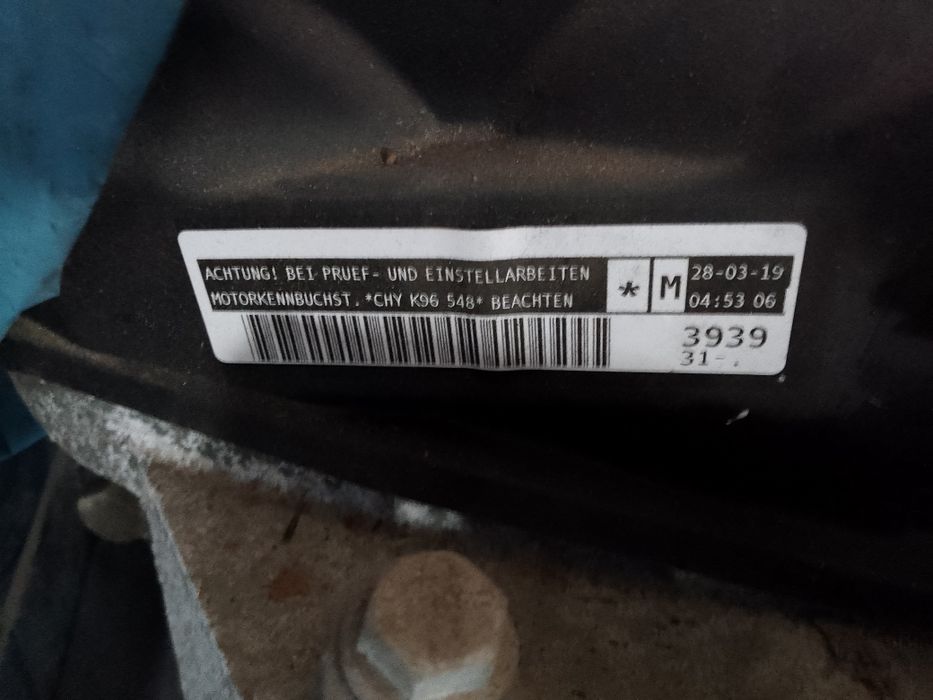 ACHTUNG! BEI PRUEF- UND EINSTELLARBEITEN
MOTORKENNBUCHST. *CHY K96 548* BEACHTEN
* M
28-03-19
04:53 06
3939
31-.